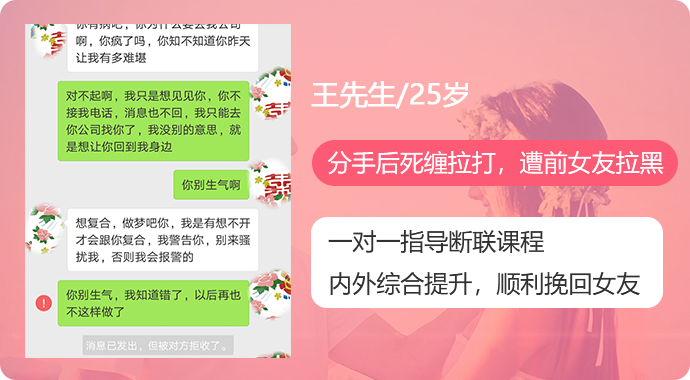 你有病吧，你为什么要去我公司
啊，你疯了吗，你知不知道你昨天
让我有多难堪
对不起啊，我只是想见见你，你不
接我电话，消息也不回，我只能去
你公司找你了，我没别的意思，就
是想让你回到我身边
你别生气啊
想复合，做梦吧你，我是有想不开
才会跟你复合，我警告你，别来骚
扰我，否则我会报警的
你别生气，我知道错了，以后再也
不这样做了
消息已发出，但被对方拒收了。
王先生/25岁
分手后死缠拉打，遭前女友拉黑
一对一指导断联课程
内外综合提升，顺利挽回女友